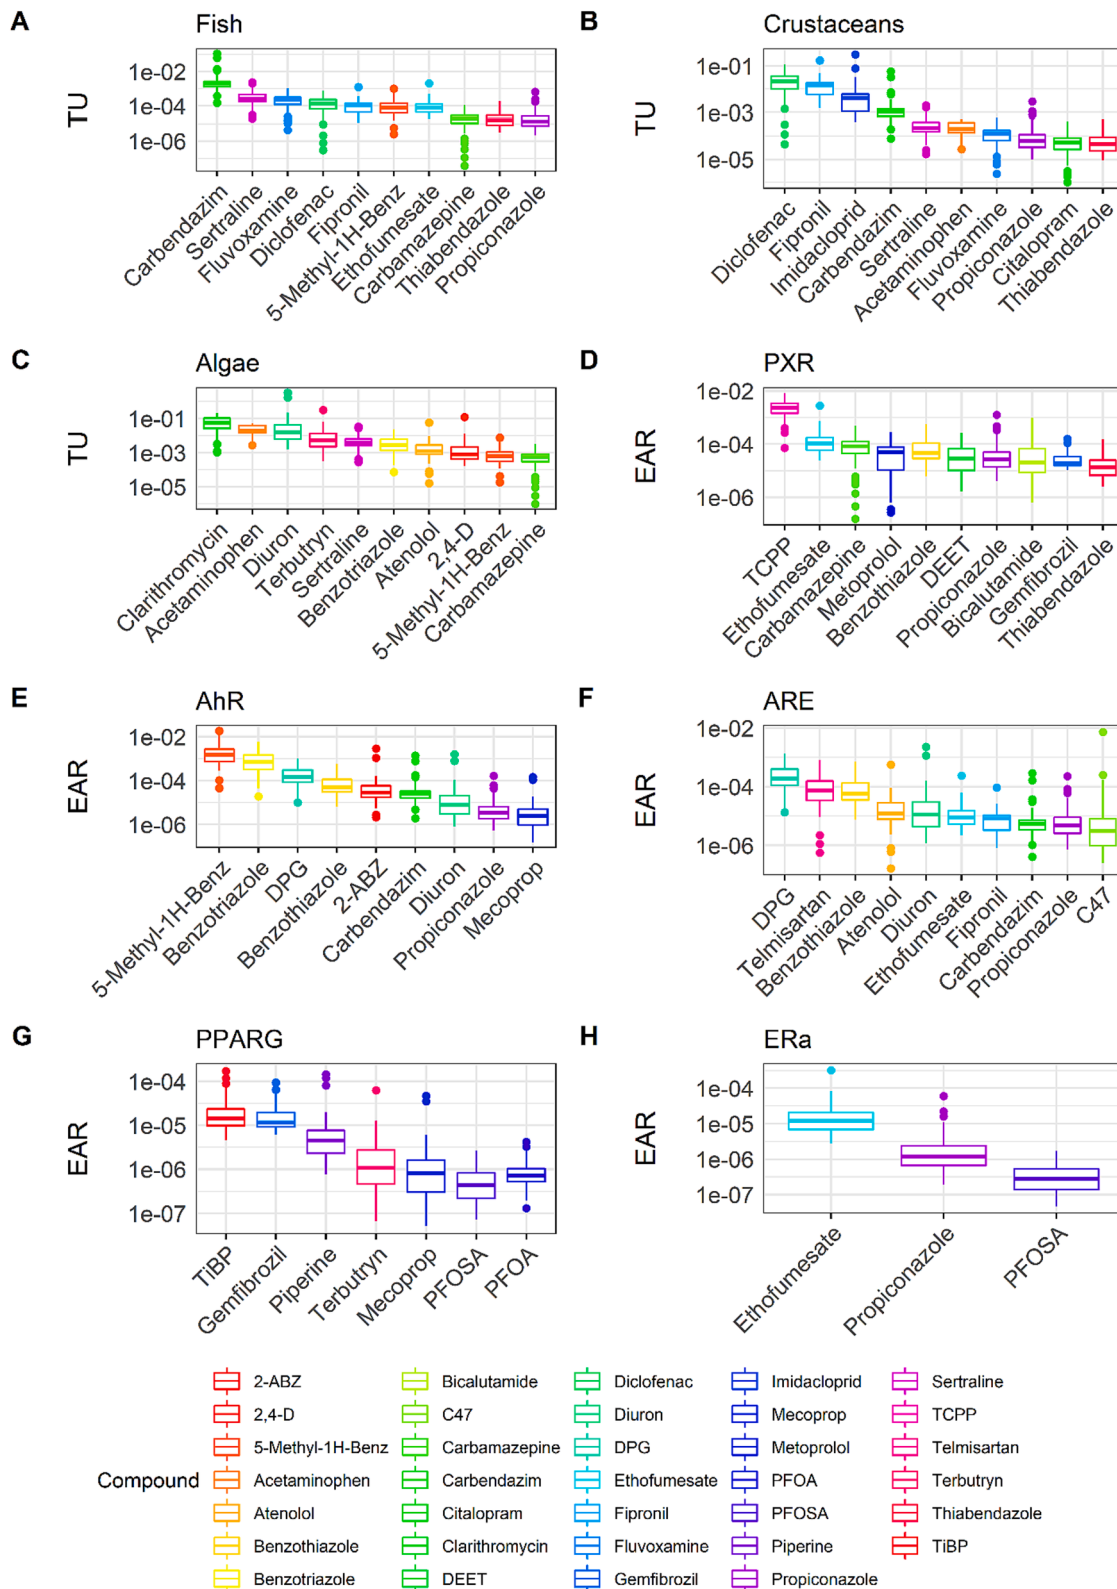 A Fish
TU
1e-02
1e-04
1e-06
Carbendazim
Sertraline
Fluvoxamine
Diclofenac
Fipronil
5-Methyl-1H-Benz
Ethofumesate
Carbamazepine
Thiabendazole
Propiconazole
B Crustaceans
TU
1e-01
1e-03
1e-05
Diclofenac
Fipronil
Imidacloprid
Carbendazim
Sertraline
Acetaminophen
Fluvoxamine
Propiconazole
Citalopram
Thiabendazole
C Algae
TU
1e-01
1e-03
1e-05
Clarithromycin
Acetaminophen
Diuron
Terbutryn
Sertraline
Benzotriazole
Atenolol
2,4-D
5-Methyl-1H-Benz
Carbamazepine
D PXR
EAR
1e-02
1e-04
1e-06
TCPP
Ethofumesate
Carbamazepine
Metoprolol
Benzothiazole
DEET
Propiconazole
Bicalutamide
Gemfibrozil
Thiabendazole
E AhR
EAR
1e-02
1e-04
1e-06
5-Methyl-1H-Benz
Benzotriazole
DPG
Benzothiazole
2-ABZ
Carbendazim
Diuron
Propiconazole
Mecoprop
F ARE
EAR
1e-02
1e-04
1e-06
DPG
Telmisartan
Benzothiazole
Atenolol
Diuron
Ethofumesate
Fipronil
Carbendazim
Propiconazole
C47
G PPARG
EAR
1e-04
1e-05
1e-06
1e-07
TiBP
Gemfibrozil
Piperine
Terbutryn
Mecoprop
PFOSA
PFOA
H ERa
EAR
1e-04
1e-05
1e-06
1e-07
Ethofumesate
Propiconazole
PFOSA
Compound
2-ABZ
2,4-D
5-Methyl-1H-Benz
Acetaminophen
Atenolol
Benzothiazole
Benzotriazole
Bicalutamide
C47
Carbamazepine
Carbendazim
Citalopram
Clarithromycin
DEET
Diclofenac
Diuron
DPG
Ethofumesate
Fipronil
Fluvoxamine
Gemfibrozil
Imidacloprid
Mecoprop
Metoprolol
PFOA
PFOSA
Piperine
Propiconazole
Sertraline
TCPP
Telmisartan
Terbutryn
Thiabendazole
TiBP